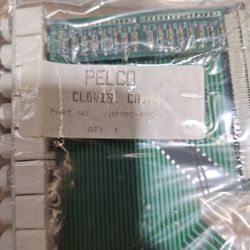 PELCO
CLOVIS, CA.
PART NO.
QTY 1